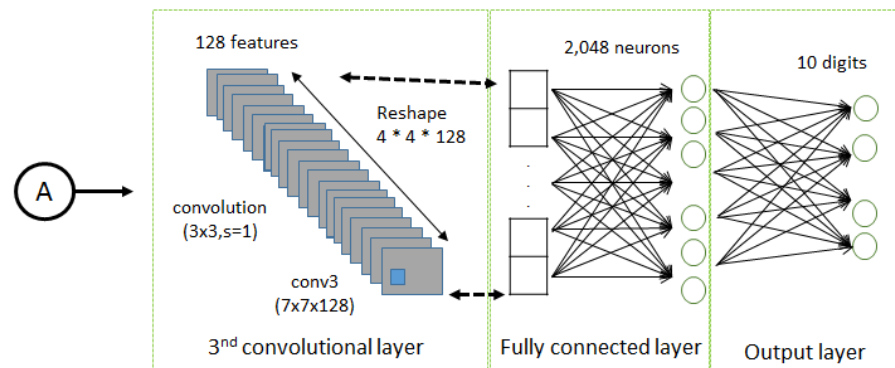 128 features
2,048 neurons
10 digits
Reshape
4 * 4 * 128
A
convolution
(3x3,s=1)
conv3
(7x7x128)
3nd convolutional layer
Fully connected layer
Output layer